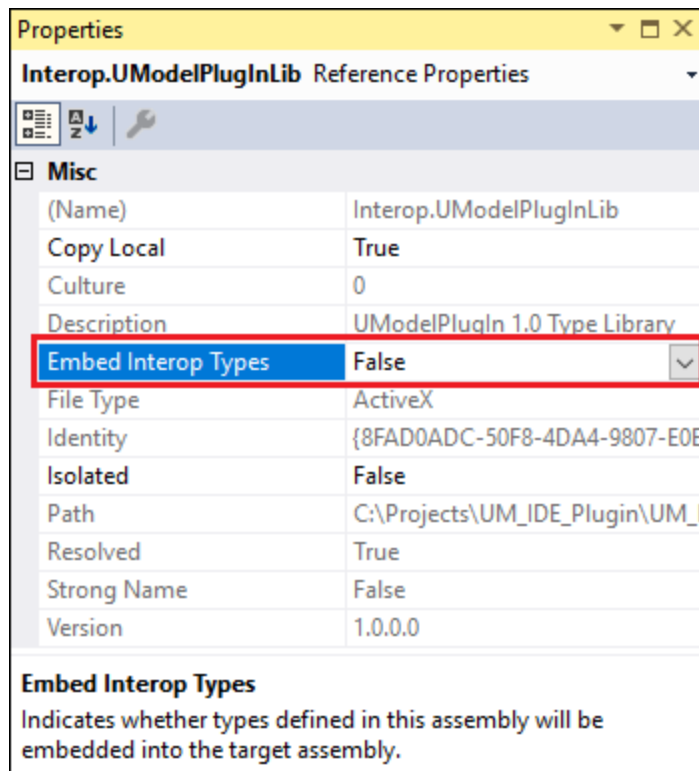 Properties
Interop.UModelPlugInLib Reference Properties
Misc
(Name) Interop.UModelPlugInLib
Copy Local True
Culture 0
Description UModelPlugIn 1.0 Type Library
Embed Interop Types False
File Type ActiveX
Identity {8FAD0ADC-50F8-4DA4-9807-E0E
Isolated False
Path C:\Projects\UM_IDE_Plugin\UM_
Resolved True
Strong Name False
Version 1.0.0.0
Embed Interop Types
Indicates whether types defined in this assembly will be
embedded into the target assembly.